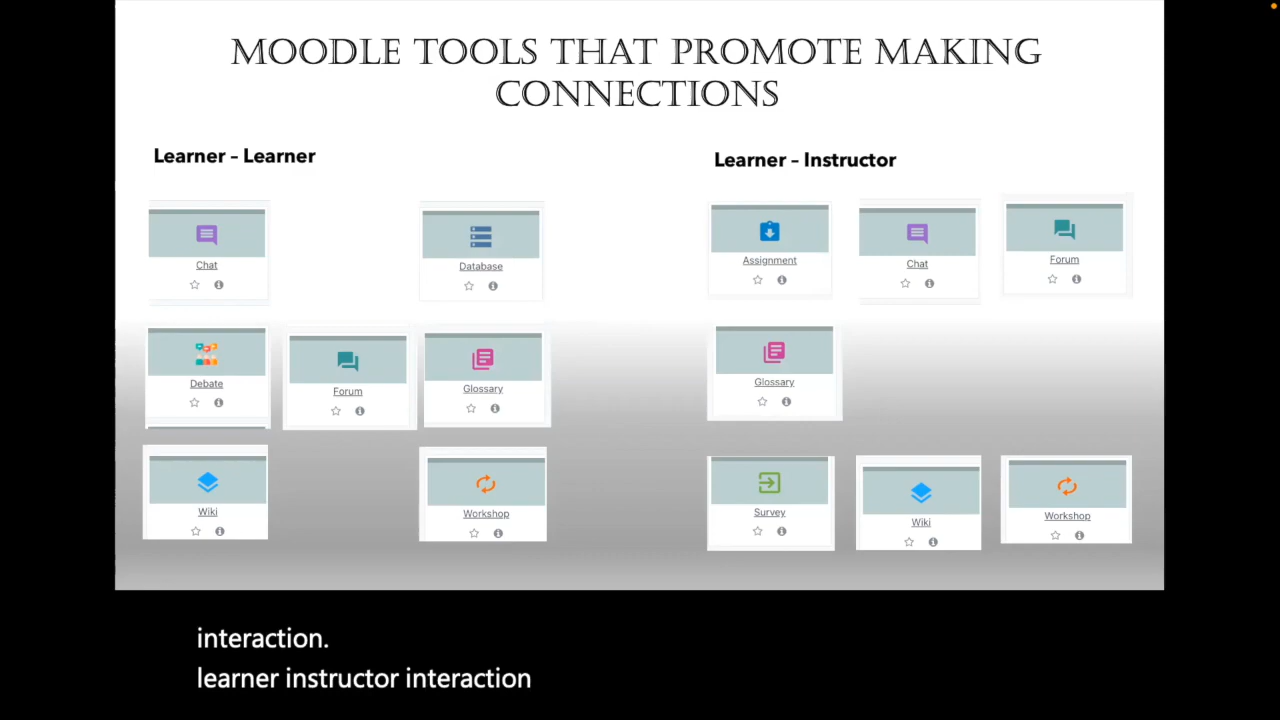 MOODLE TOOLS THAT PROMOTE MAKING
CONNECTIONS
Learner – Learner
Chat
Database
Debate
Forum
Glossary
Wiki
Workshop
Learner – Instructor
Assignment
Chat
Forum
Glossary
Survey
Wiki
Workshop
interaction.
learner instructor interaction